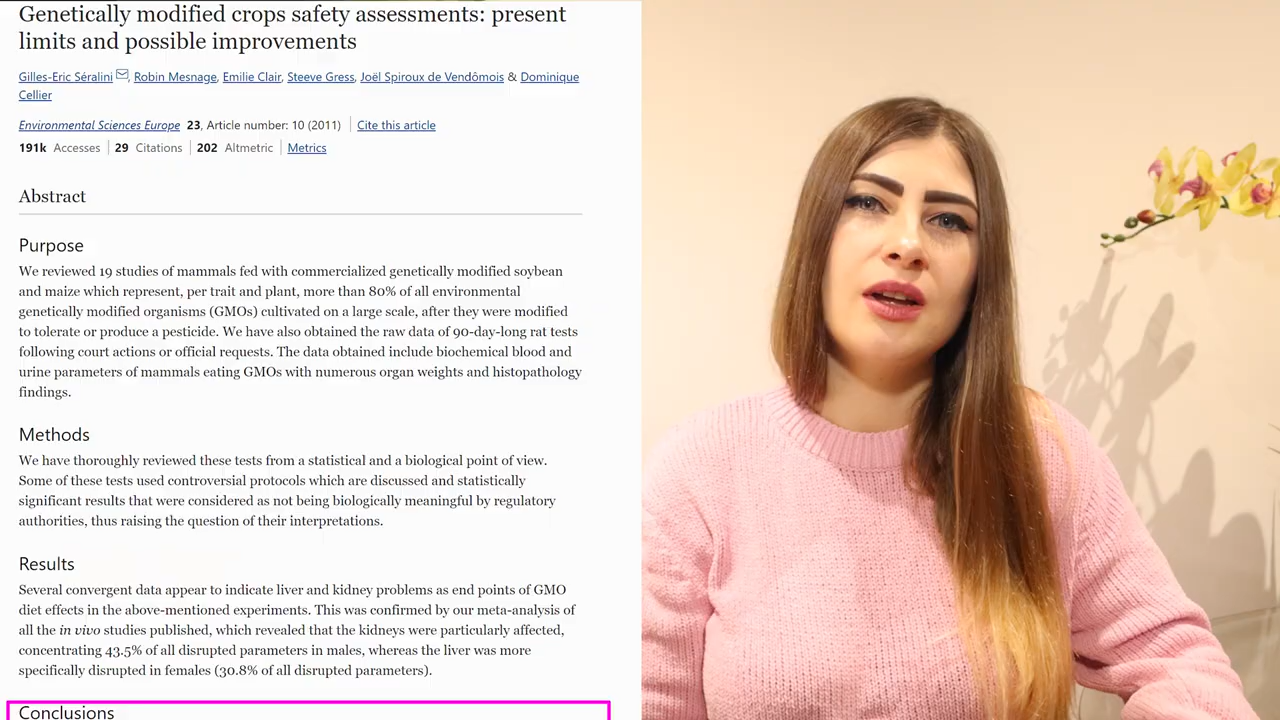 Genetically modified crops safety assessments: present
limits and possible improvements
Gilles-Eric Séralini, Robin Mesnage, Emilie Clair, Steeve Gress, Joël Spiroux de Vendômois & Dominique
Cellier
Environmental Sciences Europe 23, Article number: 10 (2011) | Cite this article
191k Accesses | 29 Citations | 202 Altmetric | Metrics
Abstract
Purpose
We reviewed 19 studies of mammals fed with commercialized genetically modified soybean
and maize which represent, per trait and plant, more than 80% of all environmental
genetically modified organisms (GMOs) cultivated on a large scale, after they were modified
to tolerate or produce a pesticide. We have also obtained the raw data of 90-day-long rat tests
following court actions or official requests. The data obtained include biochemical blood and
urine parameters of mammals eating GMOs with numerous organ weights and histopathology
findings.
Methods
We have thoroughly reviewed these tests from a statistical and a biological point of view.
Some of these tests used controversial protocols which are discussed and statistically
significant results that were considered as not being biologically meaningful by regulatory
authorities, thus raising the question of their interpretations.
Results
Several convergent data appear to indicate liver and kidney problems as end points of GMO
diet effects in the above-mentioned experiments. This was confirmed by our meta-analysis of
all the in vivo studies published, which revealed that the kidneys were particularly affected,
concentrating 43.5% of all disrupted parameters in males, whereas the liver was more
specifically disrupted in females (30.8% of all disrupted parameters).
Conclusions